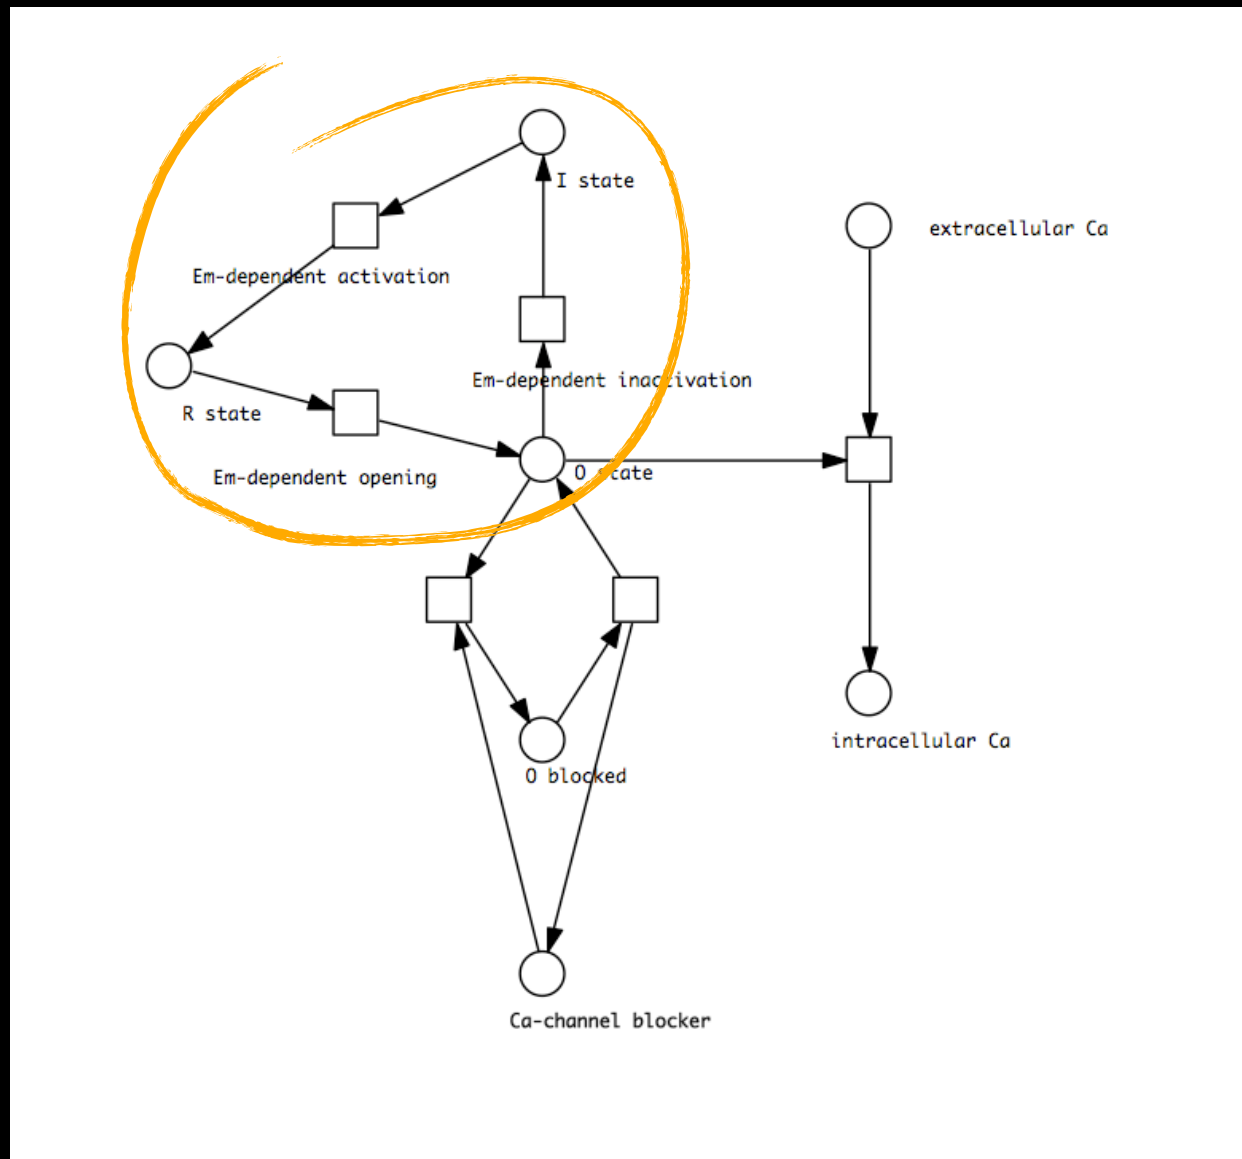 I state
extracellular Ca
Em-dependent activation
Em-dependent inactivation
R state
O state
Em-dependent opening
intracellular Ca
O blocked
Ca-channel blocker